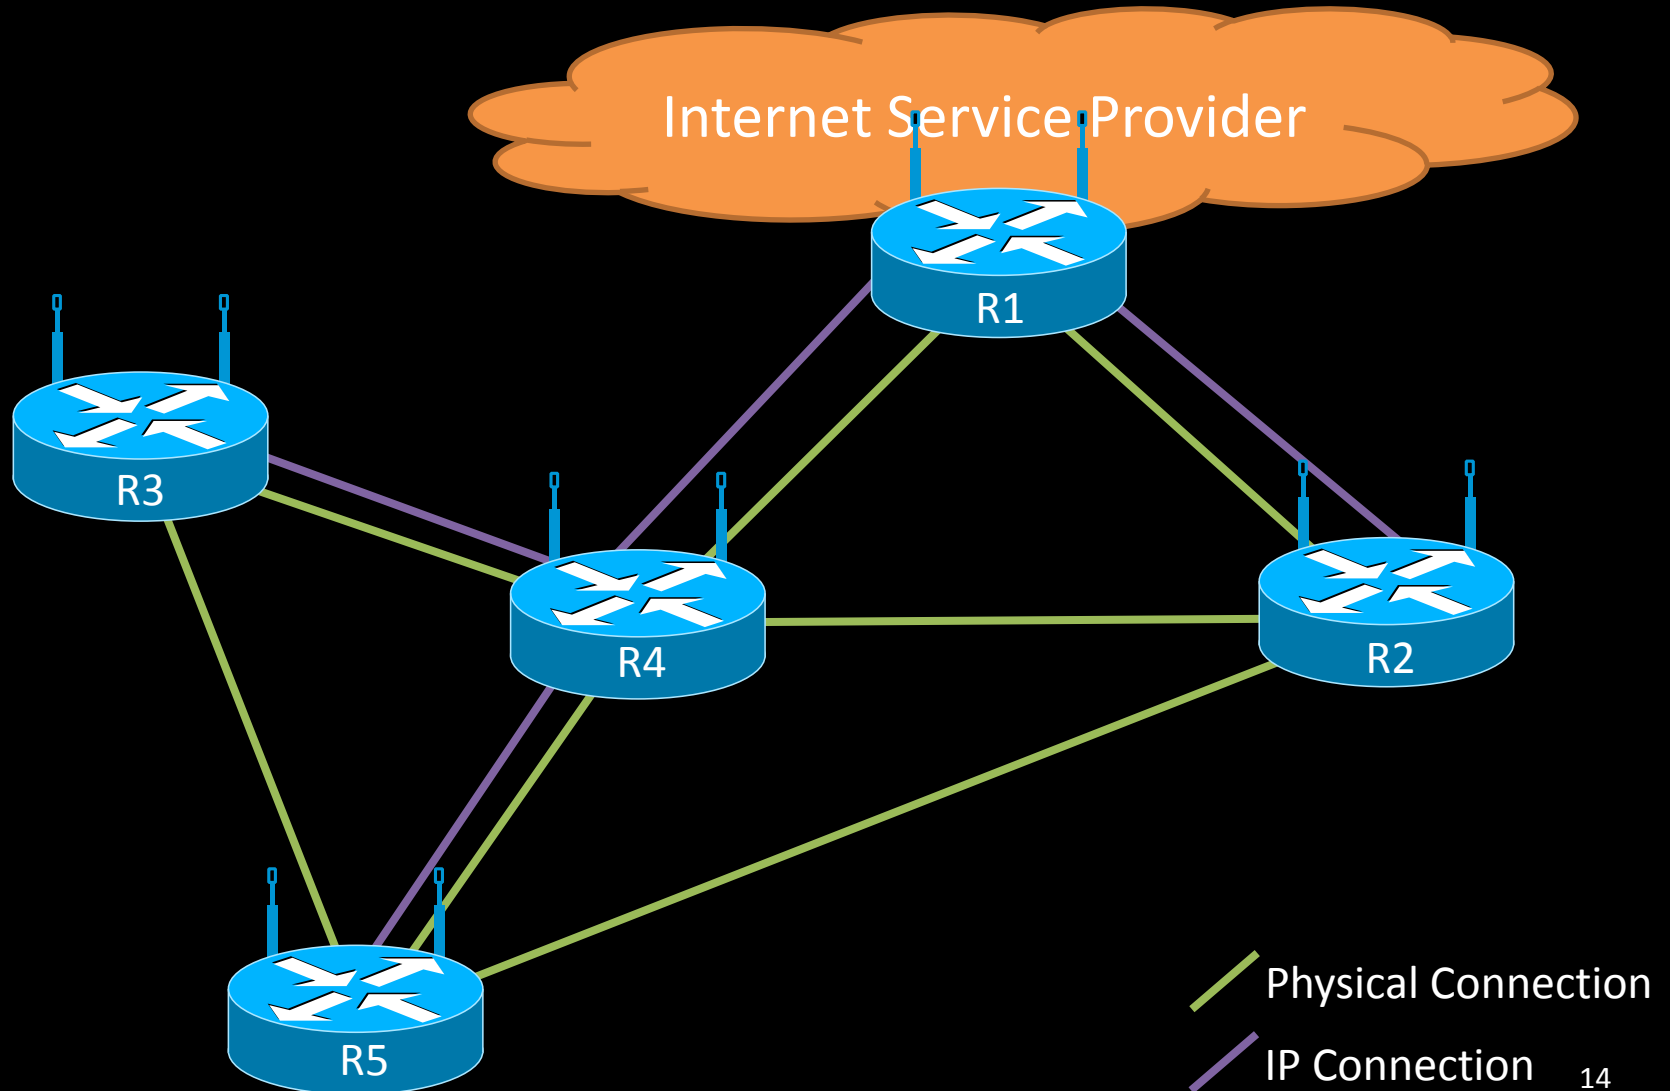 Internet Service Provider
R1
R3
R4
R2
R5
Physical Connection
IP Connection
14